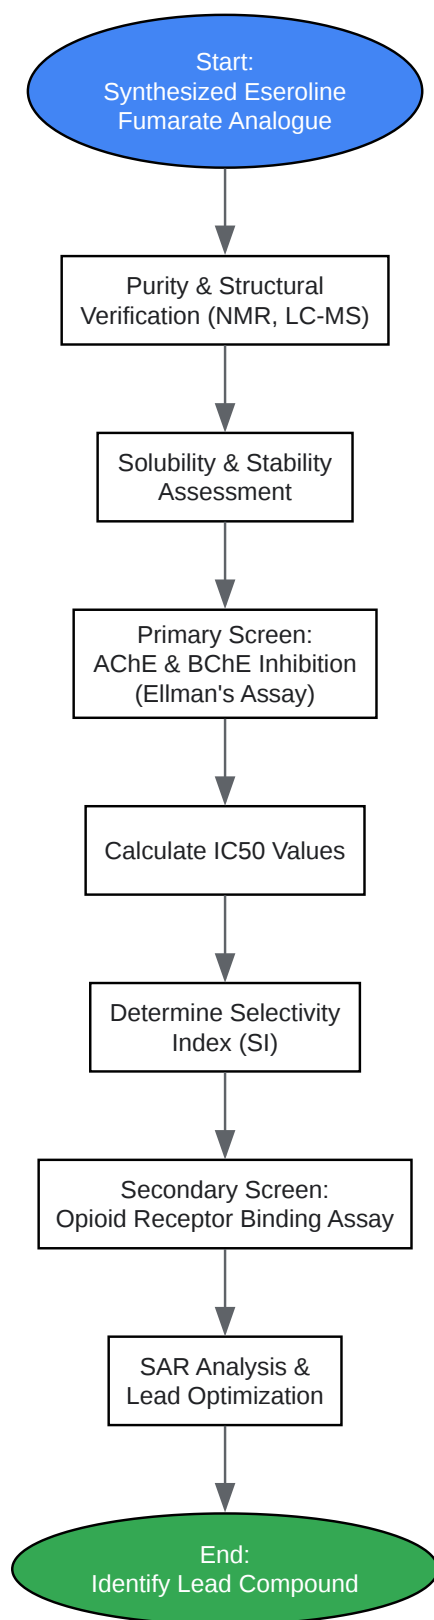 Start:
Synthesized Eseroline
Fumarate Analogue
Purity & Structural
Verification (NMR, LC-MS)
Solubility & Stability
Assessment
Primary Screen:
AChE & BChE Inhibition
(Ellman's Assay)
Calculate IC50 Values
Determine Selectivity
Index (SI)
Secondary Screen:
Opioid Receptor Binding Assay
SAR Analysis &
Lead Optimization
End:
Identify Lead Compound